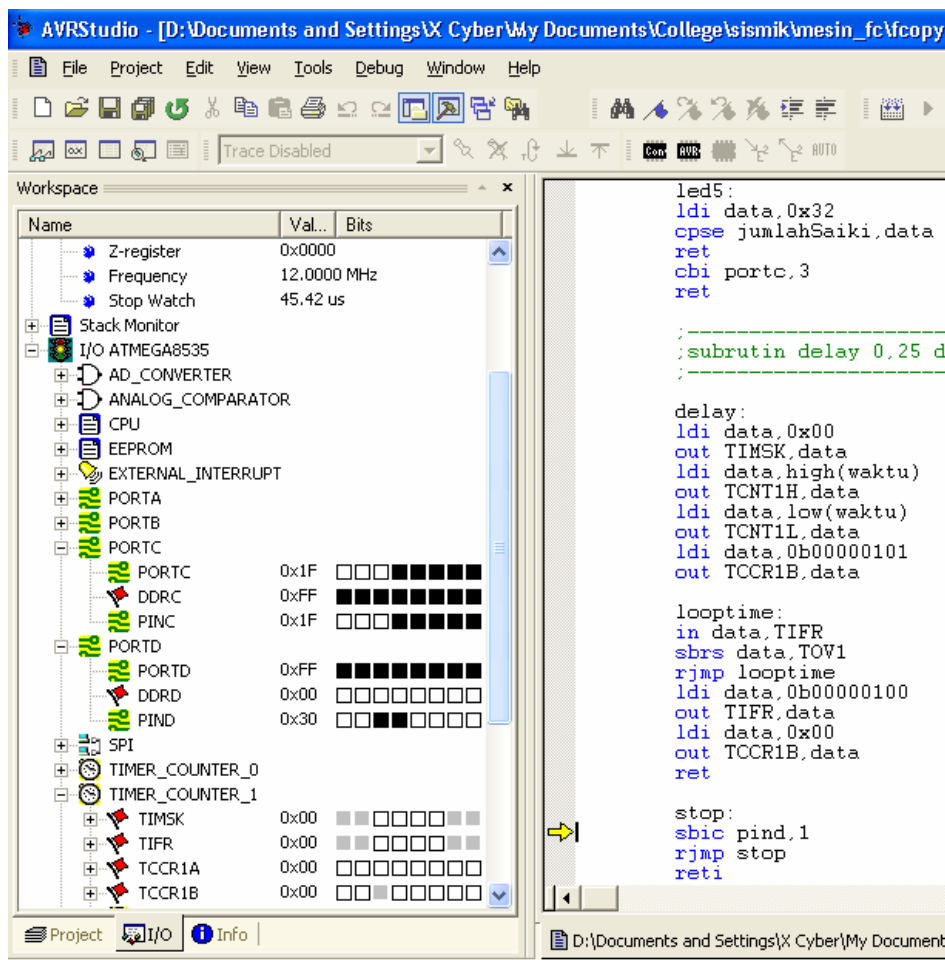 AVRStudio - [D:\Documents and Settings\X Cyber\My Documents\College\sismik\mesin_fc\fcopy
File Project Edit View Tools Debug Window Help
Trace Disabled
Con AVR E2 E2 AUTO
Workspace
Name Val... Bits
Z-register 0x0000
Frequency 12.0000 MHz
Stop Watch 45.42 us
Stack Monitor
I/O ATMEGA8535
AD_CONVERTER
ANALOG_COMPARATOR
CPU
EEPROM
EXTERNAL_INTERRUPT
PORTA
PORTB
PORTC
PORTC 0x1F
DDRC 0xFF
PINC 0x1F
PORTD
PORTD 0xFF
DDRD 0x00
PIND 0x30
SPI
TIMER_COUNTER_0
TIMER_COUNTER_1
TIMSK 0x00
TIFR 0x00
TCCR1A 0x00
TCCR1B 0x00
Project I/O Info
led5:
ldi data,0x32
cpse jumlahSaiki,data
ret
cbi portc,3
ret
;--------------------
;subrutin delay 0,25 d
;--------------------
delay:
ldi data,0x00
out TIMSK,data
ldi data,high(waktu)
out TCNT1H,data
ldi data,low(waktu)
out TCNT1L,data
ldi data,0b00000101
out TCCR1B,data
looptime:
in data,TIFR
sbrs data,TOV1
rjmp looptime
ldi data,0b00000100
out TIFR,data
ldi data,0x00
out TCCR1B,data
ret
stop:
sbic pind,1
rjmp stop
reti
D:\Documents and Settings\X Cyber\My Document